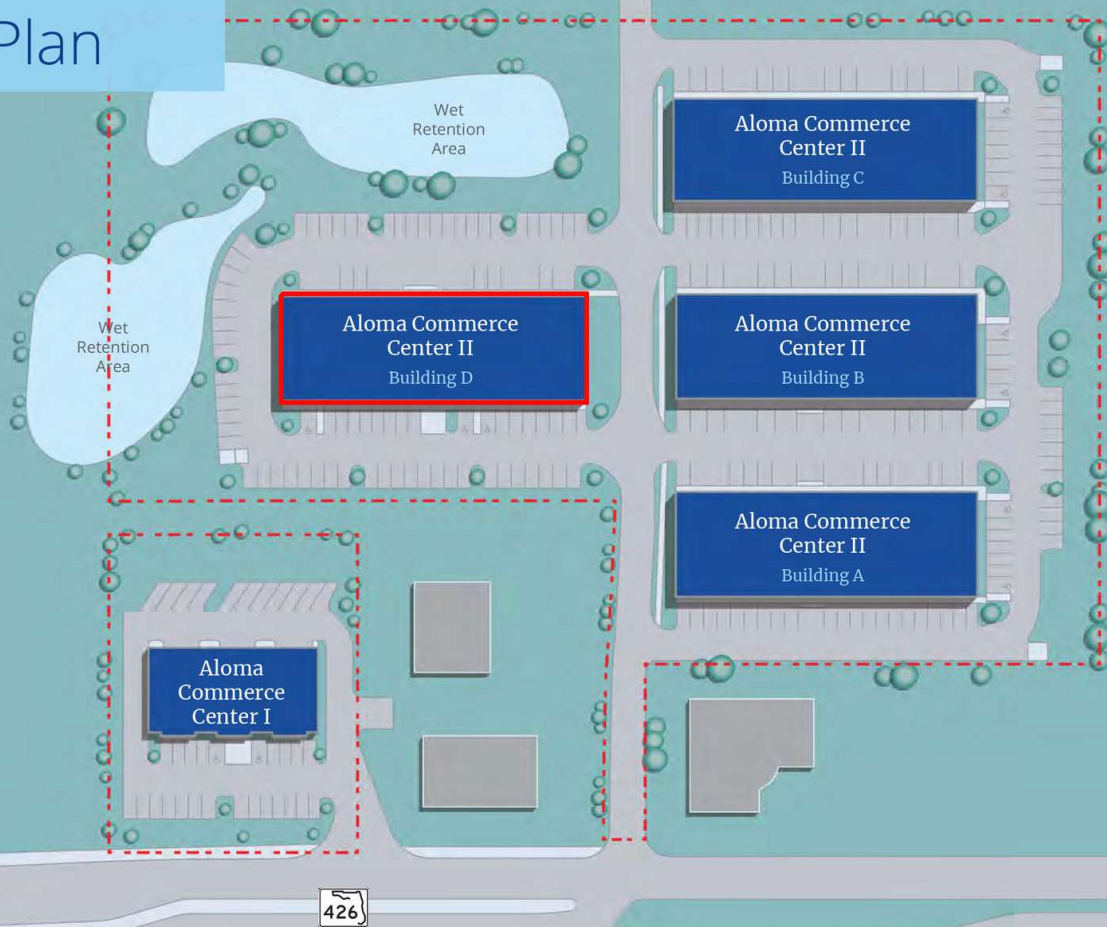 Plan
Wet
Retention
Area
Aloma Commerce
Center II
Building C
Wet
Retention
Area
Aloma Commerce
Center II
Building D
Aloma Commerce
Center II
Building B
Aloma Commerce
Center II
Building A
Aloma
Commerce
Center I
426